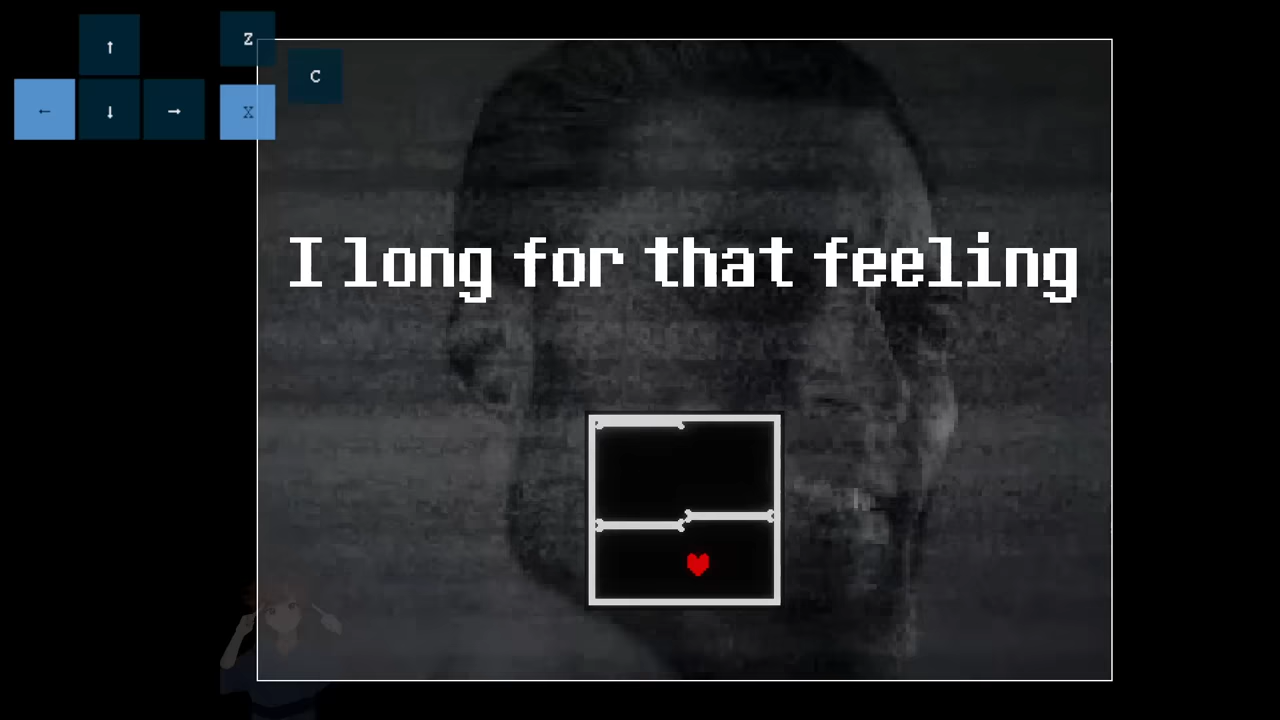 ↑
Z
C
← ↓ → X
I long for that feeling